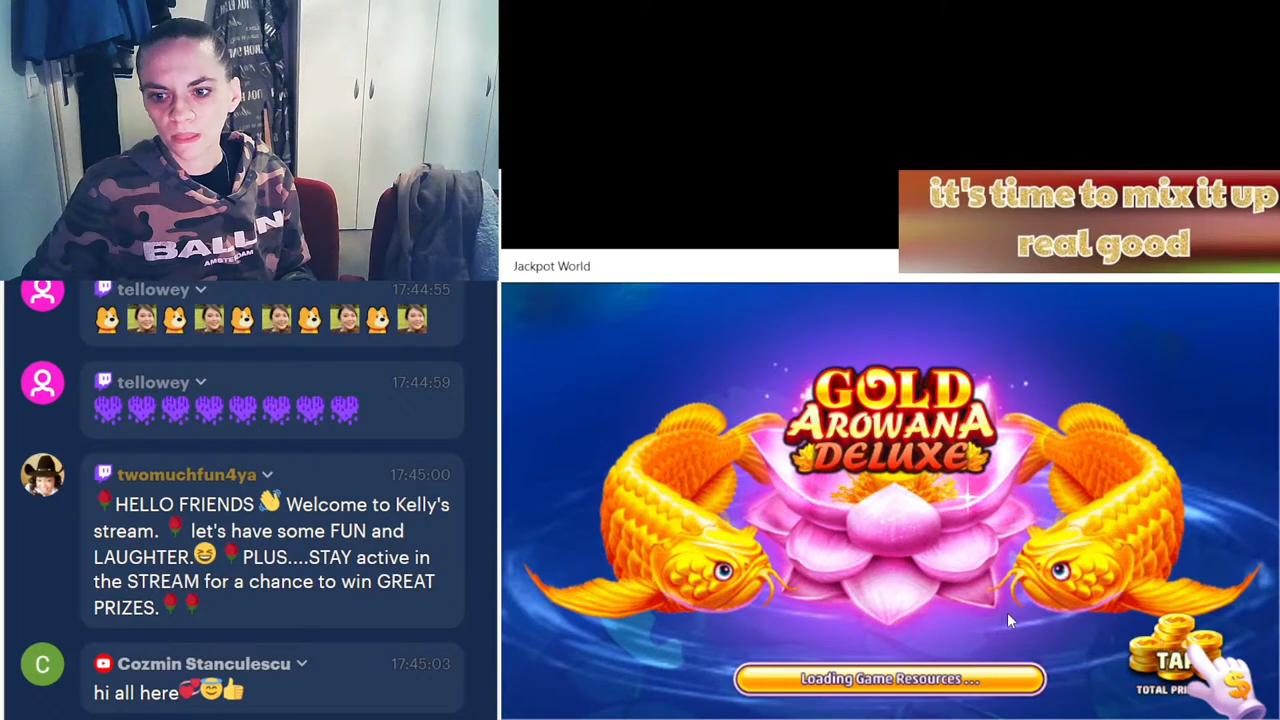 BALLN
AMSTERDAM
it's time to mix it up
real good
Jackpot World
tellowey
17:44:55
tellowey
17:44:59
twomuchfun4ya
17:45:00
HELLO FRIENDS 👋 Welcome to Kelly's
stream. 🌹 let's have some FUN and
LAUGHTER.😆 🌹PLUS....STAY active in
the STREAM for a chance to win GREAT
PRIZES.🌹🌹
C
Cozmin Stanculescu
17:45:03
hi all here💞😇👍
GOLD
AROWANA
DELUXE
Loading Game Resources ...
TAP
TOTAL